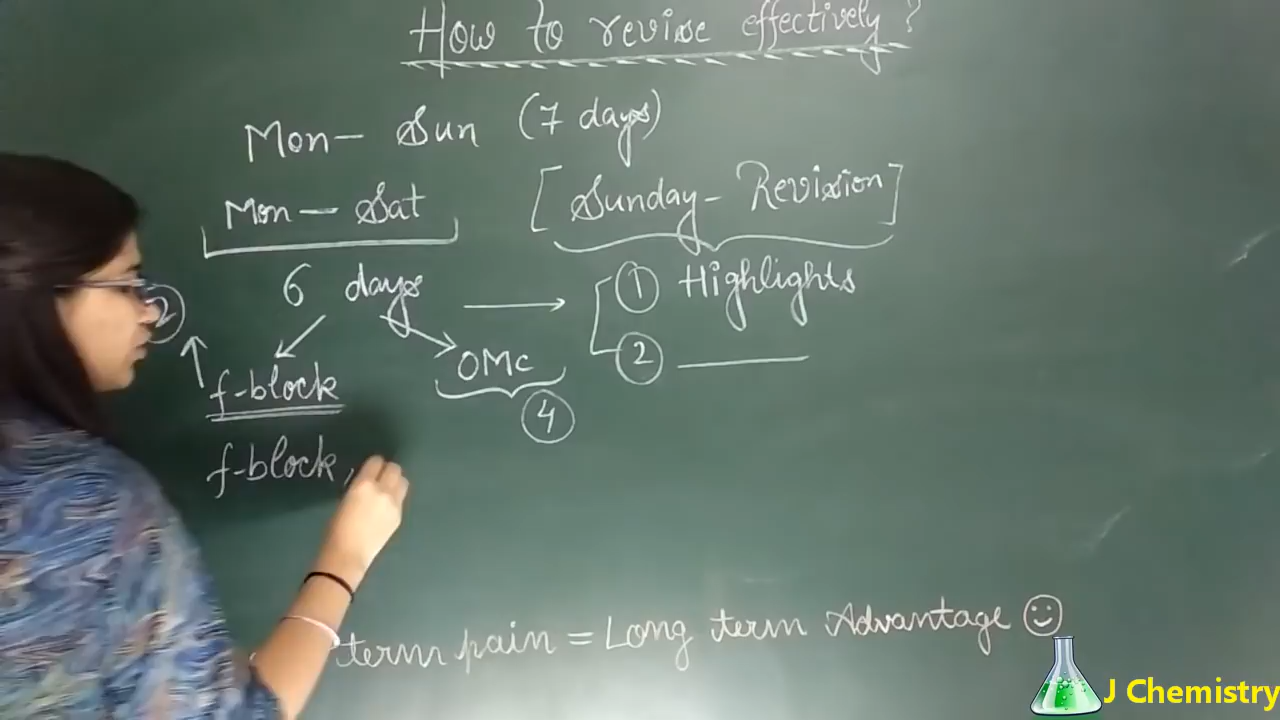 How to revise effectively?
Mon- Sun (7 days)
Mon - Sat [Sunday- Revision]
6 days → ① Highlights
② f-block OMC ② ——
④
f-block,
term pain = Long term Advantage ☺
J Chemistry